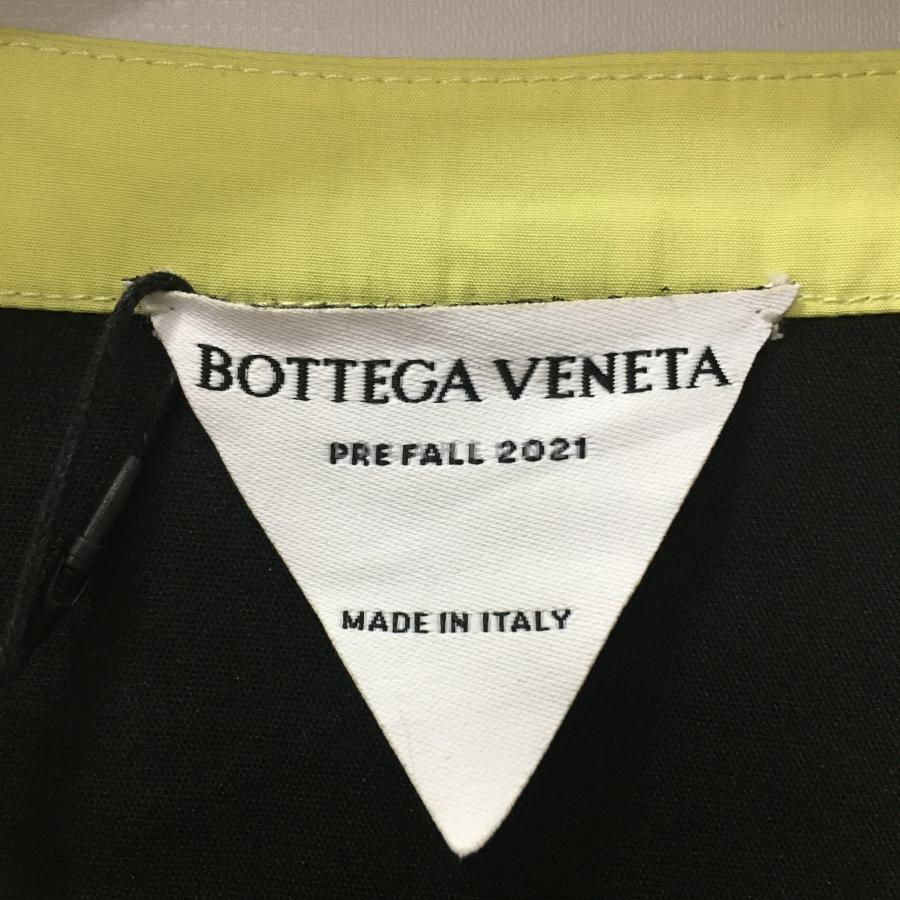 BOTTEGA VENETA
PRE FALL 2021
MADE IN ITALY